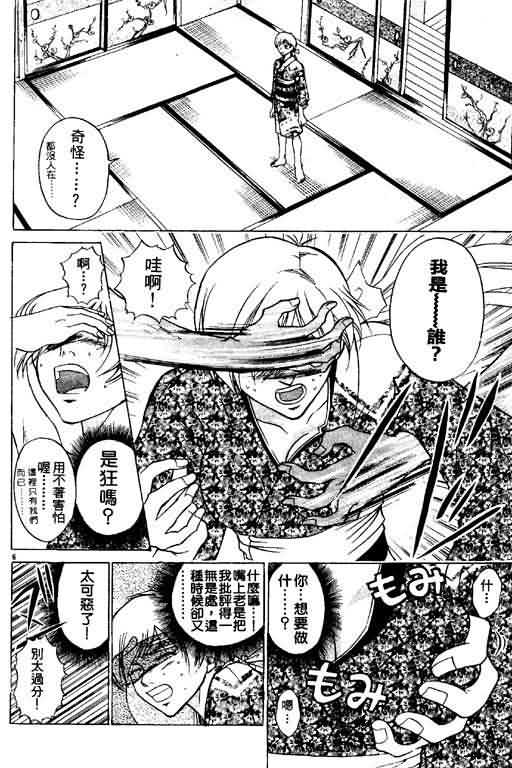 奇怪……？
都沒人在……
我是~~~~誰？
哇啊！
啊…？
是狂嗎？
用不著害怕
喔………
這裡只有我們
而已……
什…
もみ
你…想要做
什…？
もみ
嗯…
什麼嘛……
嘴上老是把
我批評得一
無是處，這
種時候卻又
太可惡了！
別太過分！
6